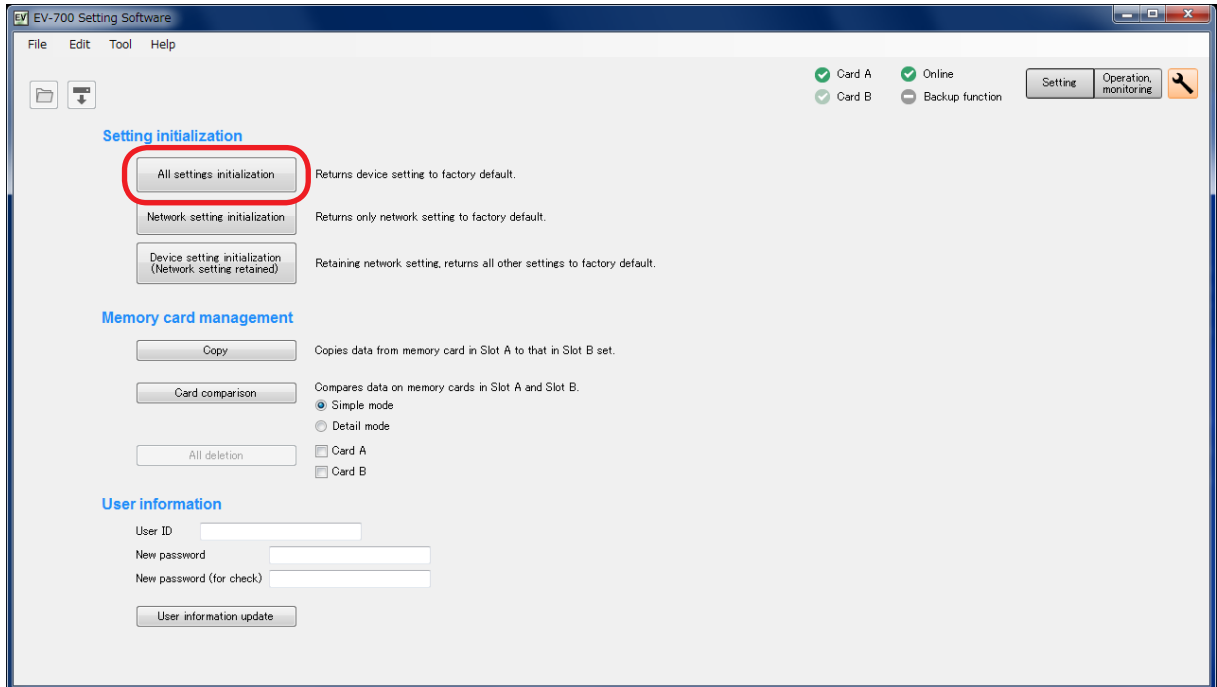 EV EV-700 Setting Software
File Edit Tool Help
Card A Online
Card B Backup function
Setting Operation, monitoring
Setting initialization
All settings initialization Returns device setting to factory default.
Network setting initialization Returns only network setting to factory default.
Device setting initialization
(Network setting retained) Retaining network setting, returns all other settings to factory default.
Memory card management
Copy Copies data from memory card in Slot A to that in Slot B set.
Card comparison Compares data on memory cards in Slot A and Slot B.
Simple mode
Detail mode
All deletion Card A
Card B
User information
User ID
New password
New password (for check)
User information update